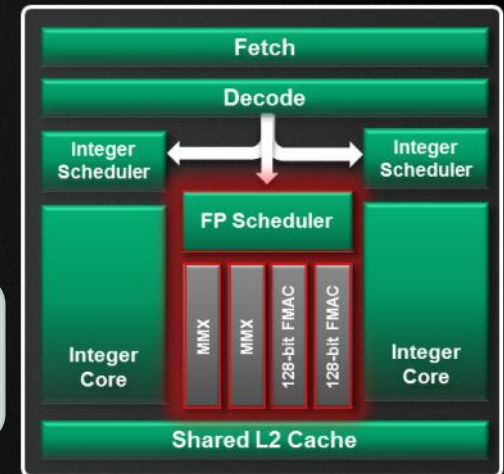 Fetch
Decode
Integer
Scheduler
Integer
Scheduler
FP Scheduler
MMX
MMX
128-bit FMAC
128-bit FMAC
Integer
Core
Integer
Core
Shared L2 Cache